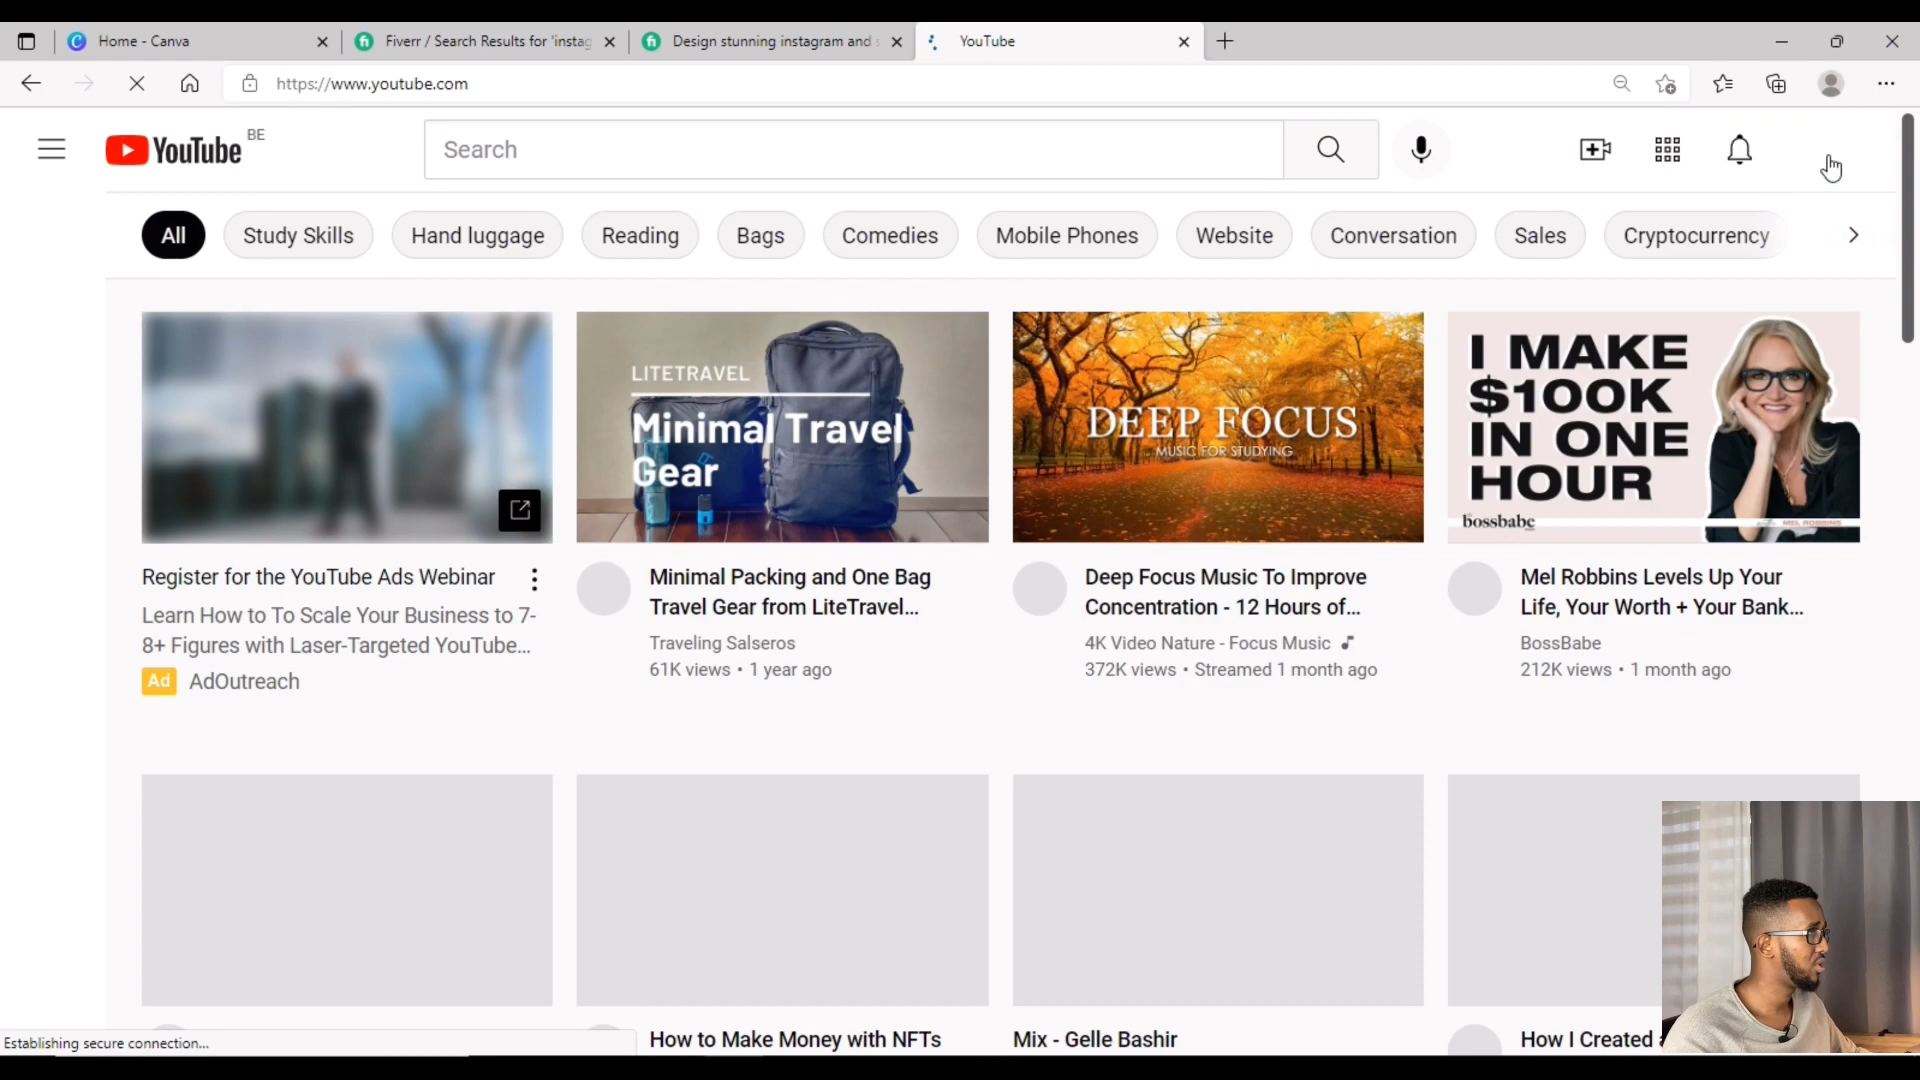 Home - Canva
Fiverr / Search Results for 'instag
Design stunning instagram and s
YouTube
https://www.youtube.com
YouTube BE
Search
All
Study Skills
Hand luggage
Reading
Bags
Comedies
Mobile Phones
Website
Conversation
Sales
Cryptocurrency
LITETRAVEL
Minimal Travel
Gear
DEEP FOCUS
MUSIC FOR STUDYING
I MAKE
$100K
IN ONE
HOUR
bossbabe
MEL ROBBINS
Register for the YouTube Ads Webinar
Learn How to To Scale Your Business to 7-
8+ Figures with Laser-Targeted YouTube...
Ad AdOutreach
Minimal Packing and One Bag
Travel Gear from LiteTravel...
Traveling Salseros
61K views • 1 year ago
Deep Focus Music To Improve
Concentration - 12 Hours of...
4K Video Nature - Focus Music
372K views • Streamed 1 month ago
Mel Robbins Levels Up Your
Life, Your Worth + Your Bank...
BossBabe
212K views • 1 month ago
How to Make Money with NFTs
Mix - Gelle Bashir
How I Created
Establishing secure connection...